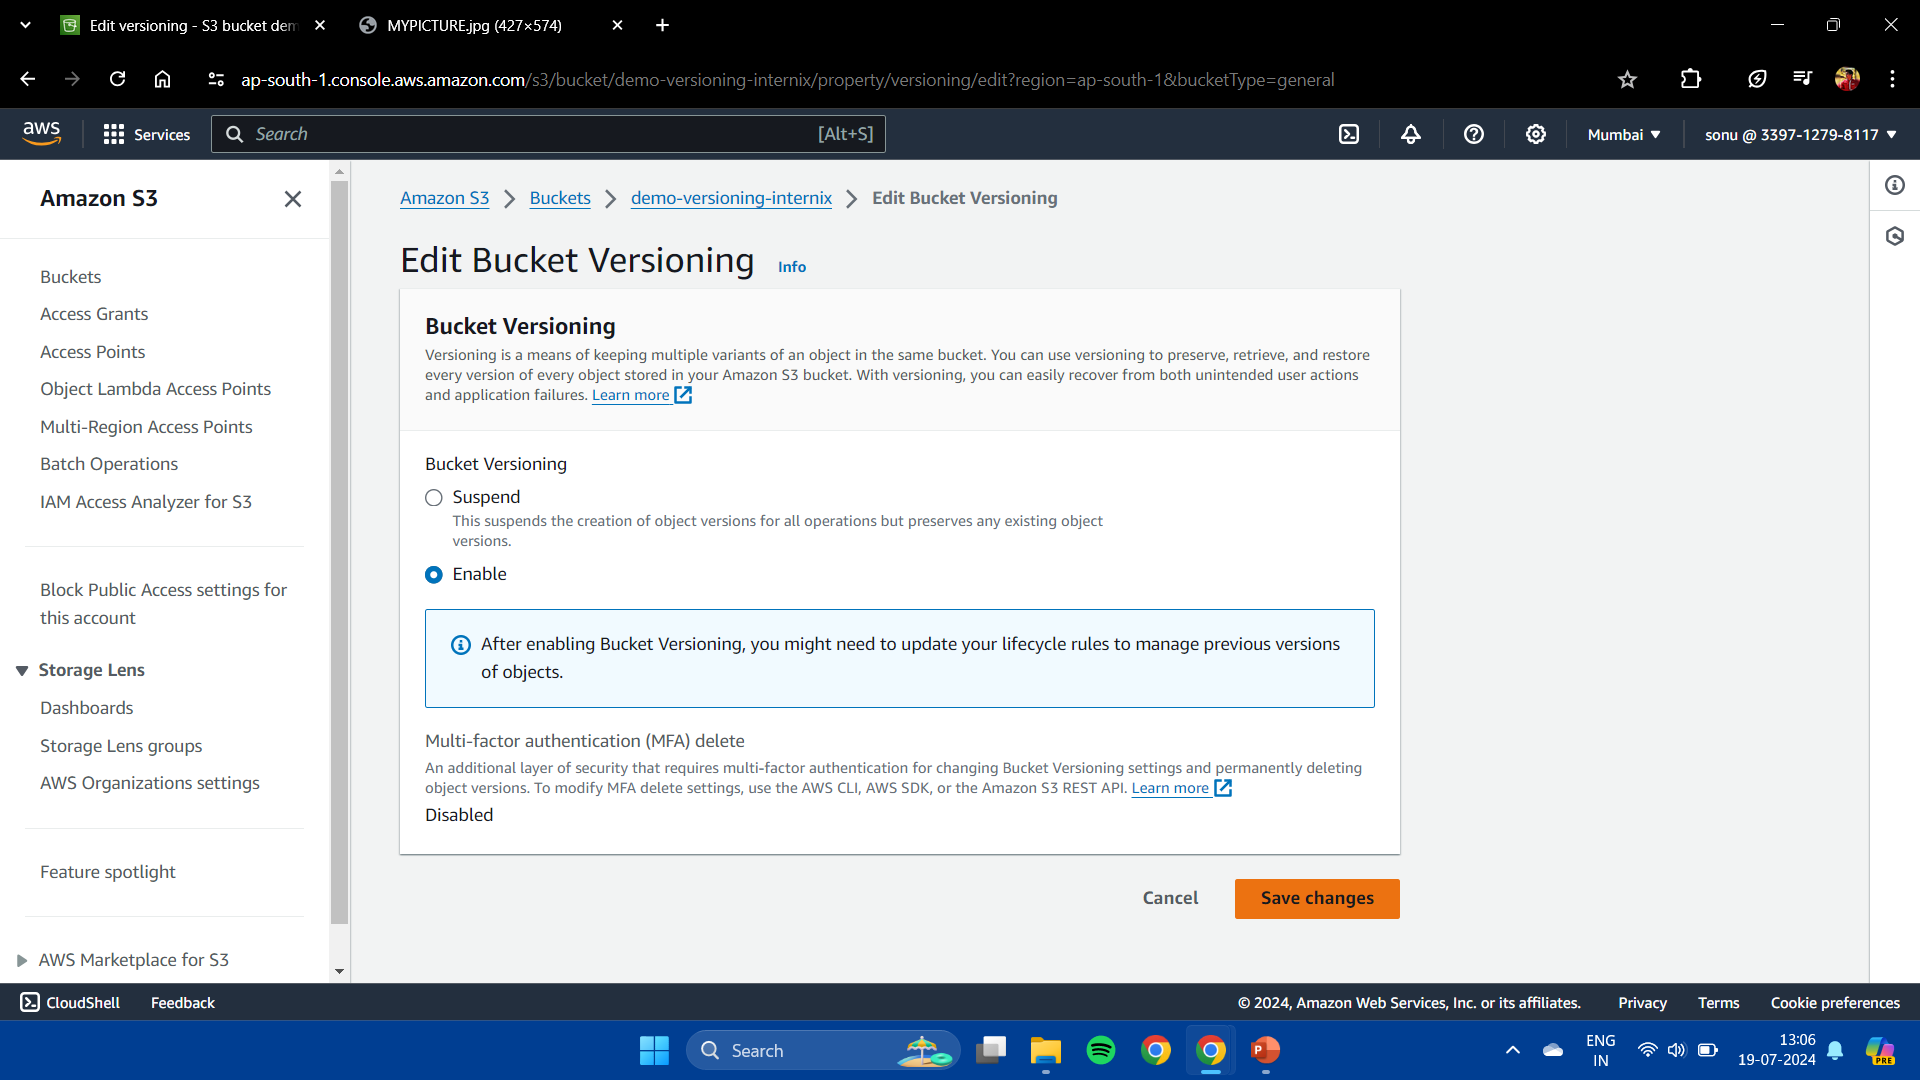 Edit versioning - S3 bucket dem
MYPICTURE.jpg (427×574)
ap-south-1.console.aws.amazon.com/s3/bucket/demo-versioning-internix/property/versioning/edit?region=ap-south-1&bucketType=general
aws
Services
Search
[Alt+S]
Mumbai
sonu @ 3397-1279-8117
Amazon S3
Buckets
Access Grants
Access Points
Object Lambda Access Points
Multi-Region Access Points
Batch Operations
IAM Access Analyzer for S3
Block Public Access settings for
this account
Storage Lens
Dashboards
Storage Lens groups
AWS Organizations settings
Feature spotlight
AWS Marketplace for S3
Amazon S3 > Buckets > demo-versioning-internix > Edit Bucket Versioning
Edit Bucket Versioning Info
Bucket Versioning
Versioning is a means of keeping multiple variants of an object in the same bucket. You can use versioning to preserve, retrieve, and restore
every version of every object stored in your Amazon S3 bucket. With versioning, you can easily recover from both unintended user actions
and application failures. Learn more
Bucket Versioning
Suspend
This suspends the creation of object versions for all operations but preserves any existing object
versions.
Enable
After enabling Bucket Versioning, you might need to update your lifecycle rules to manage previous versions
of objects.
Multi-factor authentication (MFA) delete
An additional layer of security that requires multi-factor authentication for changing Bucket Versioning settings and permanently deleting
object versions. To modify MFA delete settings, use the AWS CLI, AWS SDK, or the Amazon S3 REST API. Learn more
Disabled
Cancel
Save changes
CloudShell
Feedback
© 2024, Amazon Web Services, Inc. or its affiliates.
Privacy
Terms
Cookie preferences
Search
P
ENG
IN
13:06
19-07-2024
PRE